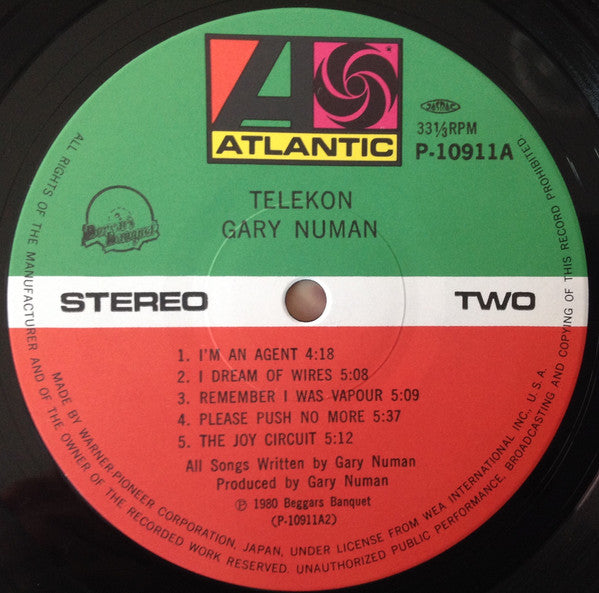 ATLANTIC
JASRAC
33⅓RPM
P-10911A
TELEKON
GARY NUMAN
Beggars Banquet
STEREO
TWO
1. I'M AN AGENT 4:18
2. I DREAM OF WIRES 5:08
3. REMEMBER I WAS VAPOUR 5:09
4. PLEASE PUSH NO MORE 5:37
5. THE JOY CIRCUIT 5:12
All Songs Written by Gary Numan
Produced by Gary Numan
Ⓟ 1980 Beggars Banquet
(P-10911A2)
ALL RIGHTS OF THE MANUFACTURER AND OF THE OWNER OF THE RECORDED WORK RESERVED. UNAUTHORIZED PUBLIC PERFORMANCE, BROADCASTING AND COPYING OF THIS RECORD PROHIBITED.
MADE BY WARNER-PIONEER CORPORATION, JAPAN, UNDER LICENSE FROM WEA INTERNATIONAL INC., U.S.A.